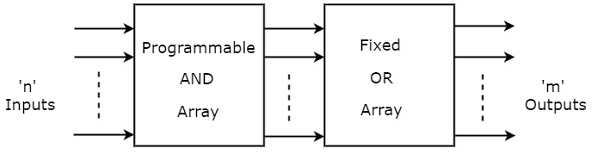 'n'
Inputs
Programmable
AND
Array
Fixed
OR
Array
'm'
Outputs